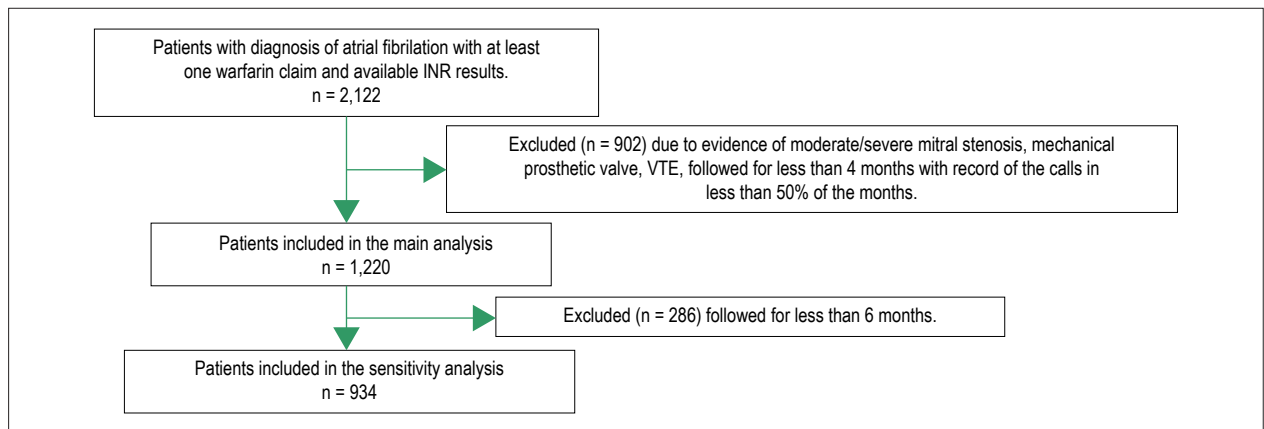 Patients with diagnosis of atrial fibrilation with at least
one warfarin claim and available INR results.
n = 2,122
Excluded (n = 902) due to evidence of moderate/severe mitral stenosis, mechanical
prosthetic valve, VTE, followed for less than 4 months with record of the calls in
less than 50% of the months.
Patients included in the main analysis
n = 1,220
Excluded (n = 286) followed for less than 6 months.
Patients included in the sensitivity analysis
n = 934